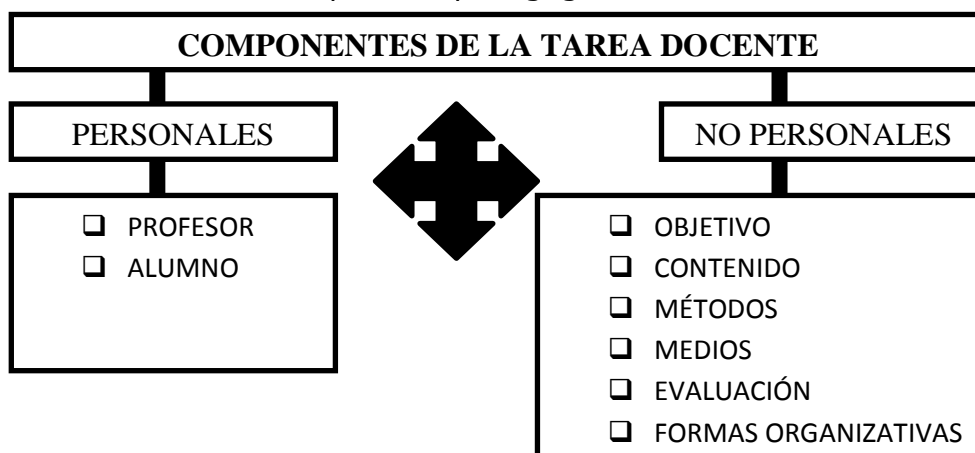 COMPONENTES DE LA TAREA DOCENTE
PERSONALES
NO PERSONALES
PROFESOR
ALUMNO
OBJETIVO
CONTENIDO
MÉTODOS
MEDIOS
EVALUACIÓN
FORMAS ORGANIZATIVAS